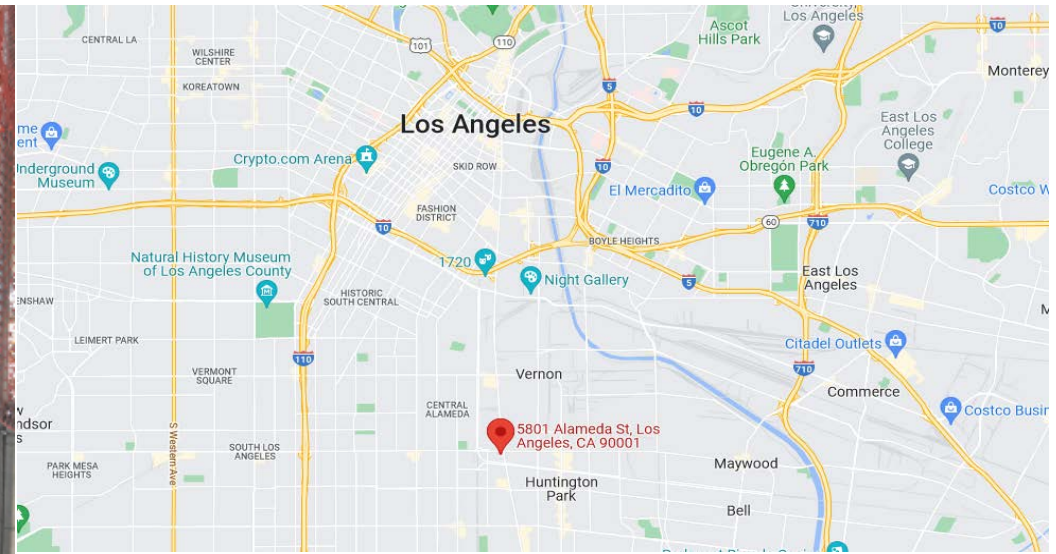 University,
Los Angeles
10
CENTRAL LA
101
110
Ascot
Hills Park
WILSHIRE
CENTER
5
Monterey
KOREATOWN
10
Los Angeles
East Los
Angeles
College
me
ent
Crypto.com Arena
SKID ROW
Eugene A.
Obregón Park
Underground
Museum
10
El Mercadito
Costco W
FASHION
DISTRICT
10
60
710
BOYLE HEIGHTS
Natural History Museum
of Los Angeles County
1720
Night Gallery
5
East Los
Angeles
HISTORIC
SOUTH CENTRAL
ENSHAW
M
LEIMERT PARK
Citadel Outlets
110
710
VERMONT
SQUARE
Vernon
Commerce
CENTRAL
ALAMEDA
Costco Busin
w
ndsor
s
5801 Alameda St, Los
Angeles, CA 90001
S Western Ave
SOUTH LOS
ANGELES
PARK MESA
HEIGHTS
Maywood
Huntington
Park
Bell